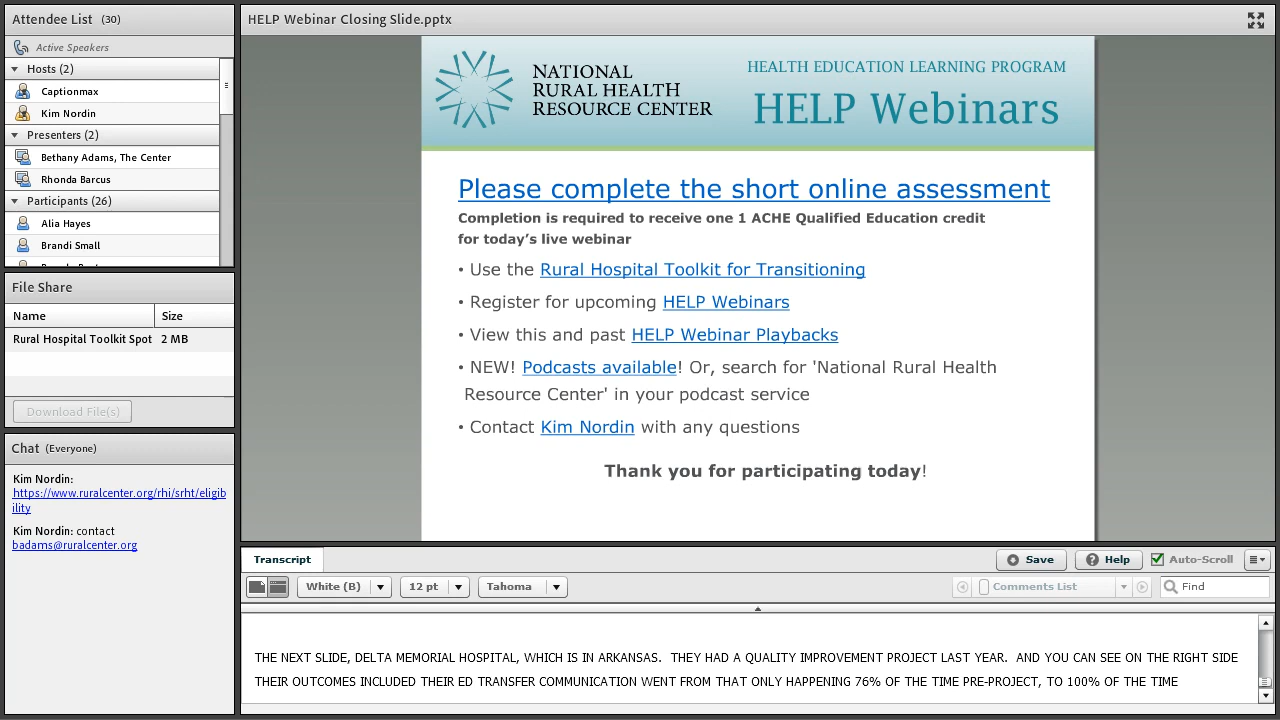 Attendee List (30)
Active Speakers
Hosts (2)
Captionmax
Kim Nordin
Presenters (2)
Bethany Adams, The Center
Rhonda Barcus
Participants (26)
Alia Hayes
Brandi Small
File Share
Name Size
Rural Hospital Toolkit Spot 2 MB
Download File(s)
Chat (Everyone)
Kim Nordin:
https://www.ruralcenter.org/rhi/srht/eligib
ility
Kim Nordin: contact
badams@ruralcenter.org
HELP Webinar Closing Slide.pptx
NATIONAL
RURAL HEALTH
RESOURCE CENTER
HEALTH EDUCATION LEARNING PROGRAM
HELP Webinars
Please complete the short online assessment
Completion is required to receive one 1 ACHE Qualified Education credit
for today's live webinar
• Use the Rural Hospital Toolkit for Transitioning
• Register for upcoming HELP Webinars
• View this and past HELP Webinar Playbacks
• NEW! Podcasts available! Or, search for 'National Rural Health
Resource Center' in your podcast service
• Contact Kim Nordin with any questions
Thank you for participating today!
Transcript
Save Help Auto-Scroll
White (B) 12 pt Tahoma Comments List Find
THE NEXT SLIDE, DELTA MEMORIAL HOSPITAL, WHICH IS IN ARKANSAS. THEY HAD A QUALITY IMPROVEMENT PROJECT LAST YEAR. AND YOU CAN SEE ON THE RIGHT SIDE
THEIR OUTCOMES INCLUDED THEIR ED TRANSFER COMMUNICATION WENT FROM THAT ONLY HAPPENING 76% OF THE TIME PRE-PROJECT, TO 100% OF THE TIME